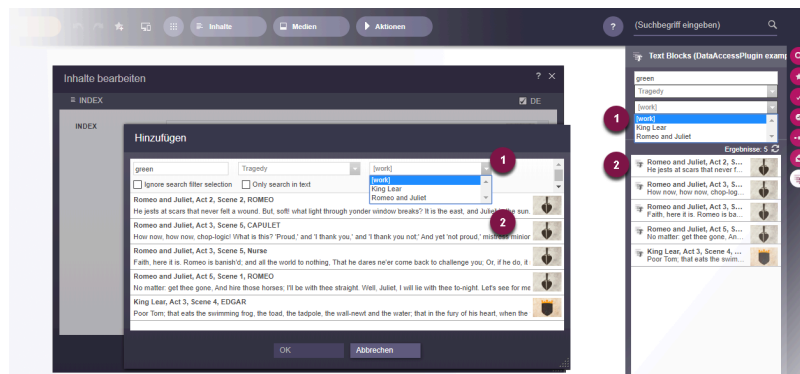 Inhalte
Medien
Aktionen
?
(Suchbegriff eingeben)
Inhalte bearbeiten
? ×
INDEX
DE
INDEX
Hinzufügen
green
Tragedy
[work]
1
[work]
King Lear
Romeo and Juliet
Ignore search filter selection
Only search in text
2
Romeo and Juliet, Act 2, Scene 2, ROMEO
He jests at scars that never felt a wound. But, soft! what light through yonder window breaks? It is the east, and Juliet is the sun.
Romeo and Juliet, Act 3, Scene 5, CAPULET
How now, how now, chop-logic! What is this? 'Proud,' and 'I thank you,' and 'I thank you not;' And yet 'not proud,' mistress minion
Romeo and Juliet, Act 3, Scene 5, Nurse
Faith, here it is. Romeo is banish'd; and all the world to nothing, That he dares ne'er come back to challenge you; Or, if he do, it
Romeo and Juliet, Act 5, Scene 1, ROMEO
No matter: get thee gone, And hire those horses; I'll be with thee straight. Well, Juliet, I will lie with thee to-night. Let's see for me
King Lear, Act 3, Scene 4, EDGAR
Poor Tom; that eats the swimming frog, the toad, the tadpole, the wall-newt and the water; that in the fury of his heart, when the
OK
Abbrechen
Text Blocks (DataAccessPlugin examp
green
Tragedy
[work]
1
[work]
King Lear
Romeo and Juliet
Ergebnisse: 5
2
Romeo and Juliet, Act 2, S...
He jests at scars that never f...
Romeo and Juliet, Act 3, S...
How now, how now, chop-log...
Romeo and Juliet, Act 3, S...
Faith, here it is. Romeo is ba...
Romeo and Juliet, Act 5, S...
No matter: get thee gone, An...
King Lear, Act 3, Scene 4, ...
Poor Tom; that eats the swim...